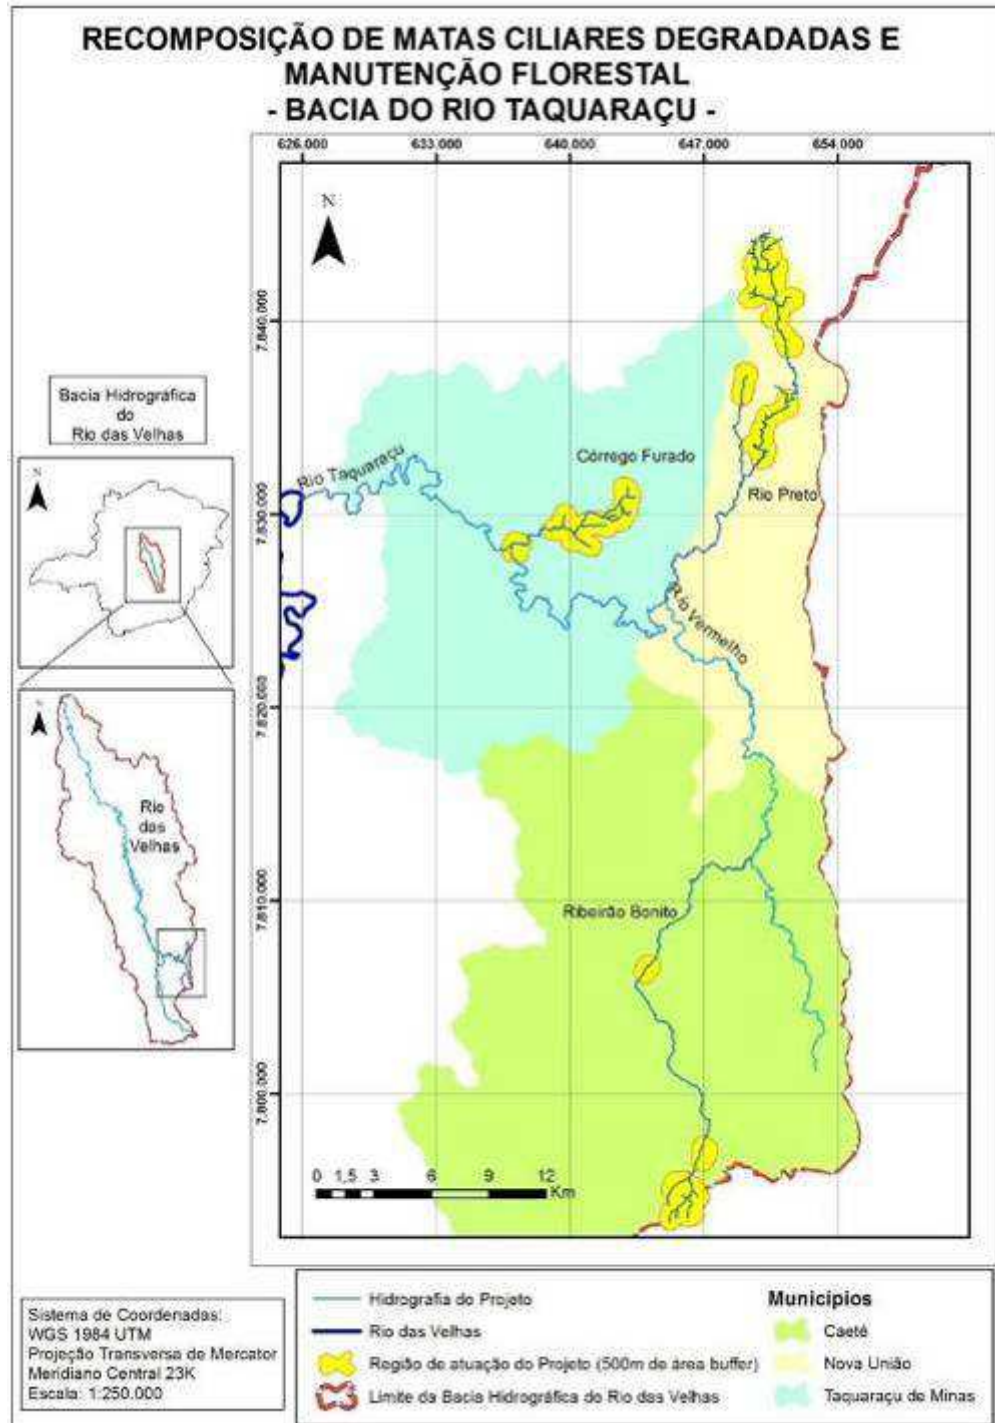 RECOMPOSIÇÃO DE MATAS CILIARES DEGRADADAS E
MANUTENÇÃO FLORESTAL
- BACIA DO RIO TAQUARAÇU -
626.000
633.000
640.000
647.000
654.000
N
7.840.000
7.830.000
7.820.000
7.810.000
7.800.000
Bacia Hidrográfica
do
Rio das Velhas
N
N
Rio
das
Velhas
Rio Taquaraçu
Córrego Furado
Rio Preto
Rio Vermelho
Ribeirão Bonito
0 1,5 3 6 9 12
Km
Sistema de Coordenadas:
WGS 1984 UTM
Projeção Transversa de Mercator
Meridiano Central 23K
Escala: 1:250.000
Hidrografia do Projeto
Rio das Velhas
Região de atuação do Projeto (500m de área buffer)
Limite da Bacia Hidrográfica do Rio das Velhas
Municípios
Caeté
Nova União
Taquaraçu de Minas